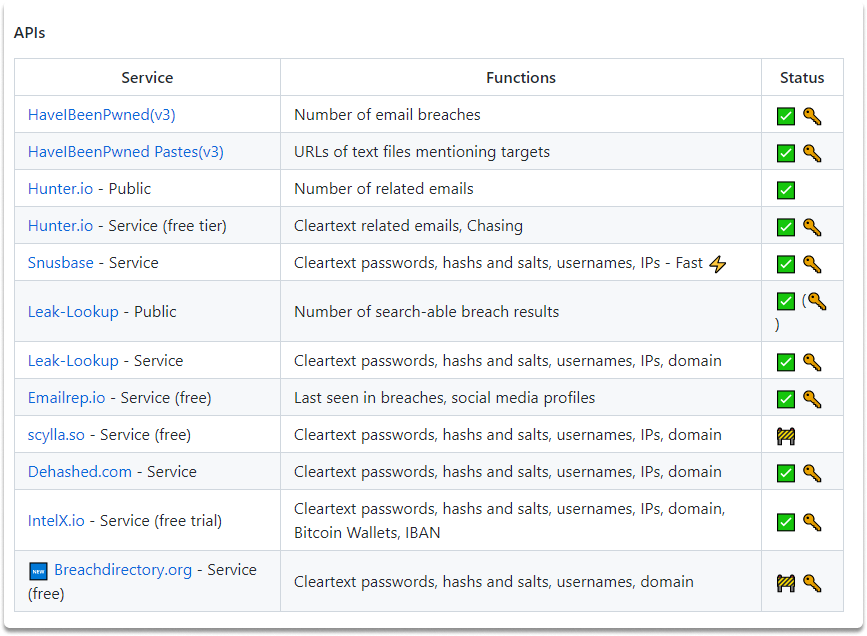 APIs
Service Functions Status
HaveIBeenPwned(v3) Number of email breaches ✅ 🔑
HaveIBeenPwned Pastes(v3) URLs of text files mentioning targets ✅ 🔑
Hunter.io - Public Number of related emails ✅
Hunter.io - Service (free tier) Cleartext related emails, Chasing ✅ 🔑
Snusbase - Service Cleartext passwords, hashs and salts, usernames, IPs - Fast ⚡ ✅ 🔑
Leak-Lookup - Public Number of search-able breach results ✅ (🔑
)
Leak-Lookup - Service Cleartext passwords, hashs and salts, usernames, IPs, domain ✅ 🔑
Emailrep.io - Service (free) Last seen in breaches, social media profiles ✅ 🔑
scylla.so - Service (free) Cleartext passwords, hashs and salts, usernames, IPs, domain 🚧
Dehashed.com - Service Cleartext passwords, hashs and salts, usernames, IPs, domain ✅ 🔑
IntelX.io - Service (free trial) Cleartext passwords, hashs and salts, usernames, IPs, domain,
Bitcoin Wallets, IBAN ✅ 🔑
🆕 Breachdirectory.org - Service
(free) Cleartext passwords, hashs and salts, usernames, domain 🚧 🔑